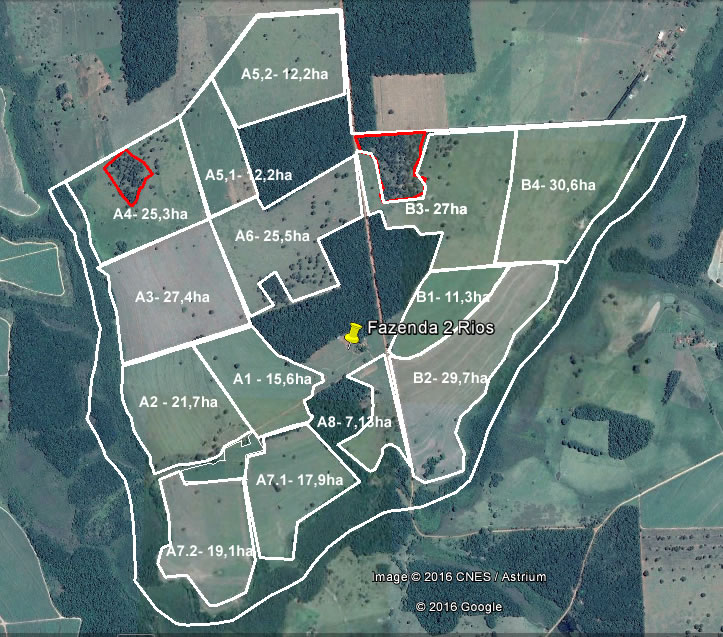 A5,2- 12,2ha
A5,1- 12,2ha
B4- 30,6ha
A4- 25,3ha
B3- 27ha
A6- 25,5ha
A3- 27,4ha
B1- 11,3ha
Fazenda 2 Rios
A1 - 15,6ha
B2- 29,7ha
A2 - 21,7ha
A8- 7,13ha
A7.1- 17,9ha
A7.2- 19,1ha
Image © 2016 CNES / Astrium
© 2016 Google